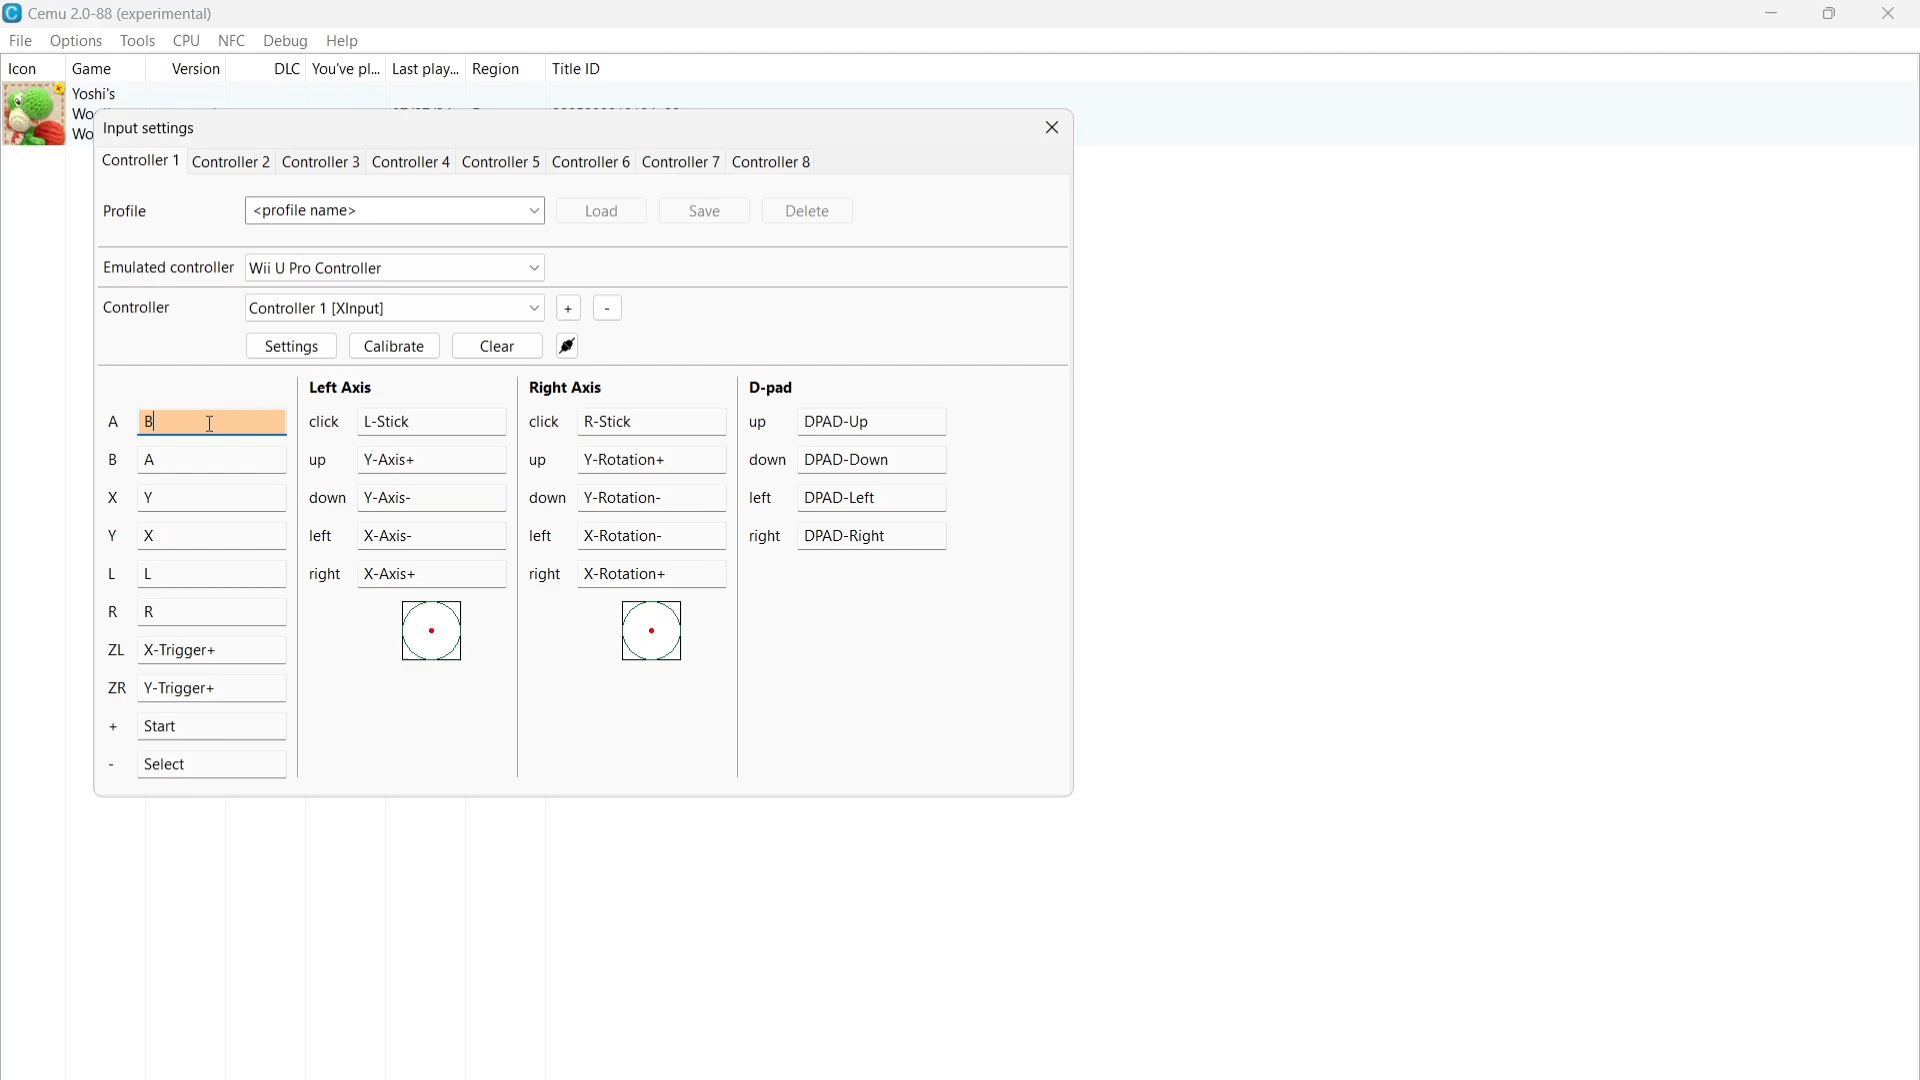 Cemu 2.0-88 (experimental)
File Options Tools CPU NFC Debug Help
Icon Game Version DLC You've pl... Last play... Region Title ID
Yoshi's
Wo
Wo
Input settings
Controller 1 Controller 2 Controller 3 Controller 4 Controller 5 Controller 6 Controller 7 Controller 8
Profile <profile name> Load Save Delete
Emulated controller Wii U Pro Controller
Controller Controller 1 [XInput] + -
Settings Calibrate Clear
Left Axis Right Axis D-pad
A B click L-Stick click R-Stick up DPAD-Up
B A up Y-Axis+ up Y-Rotation+ down DPAD-Down
X Y down Y-Axis- down Y-Rotation- left DPAD-Left
Y X left X-Axis- left X-Rotation- right DPAD-Right
L L right X-Axis+ right X-Rotation+
R R
ZL X-Trigger+
ZR Y-Trigger+
+ Start
- Select